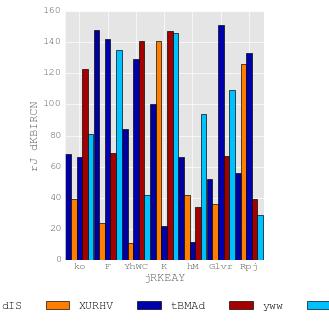 160
140
120
100
80
60
40
20
0
rJ dKBIRCN
ko F YhWC K hM Glvr Rpj
jRKEAY
dIS XURHV tBMAd yww